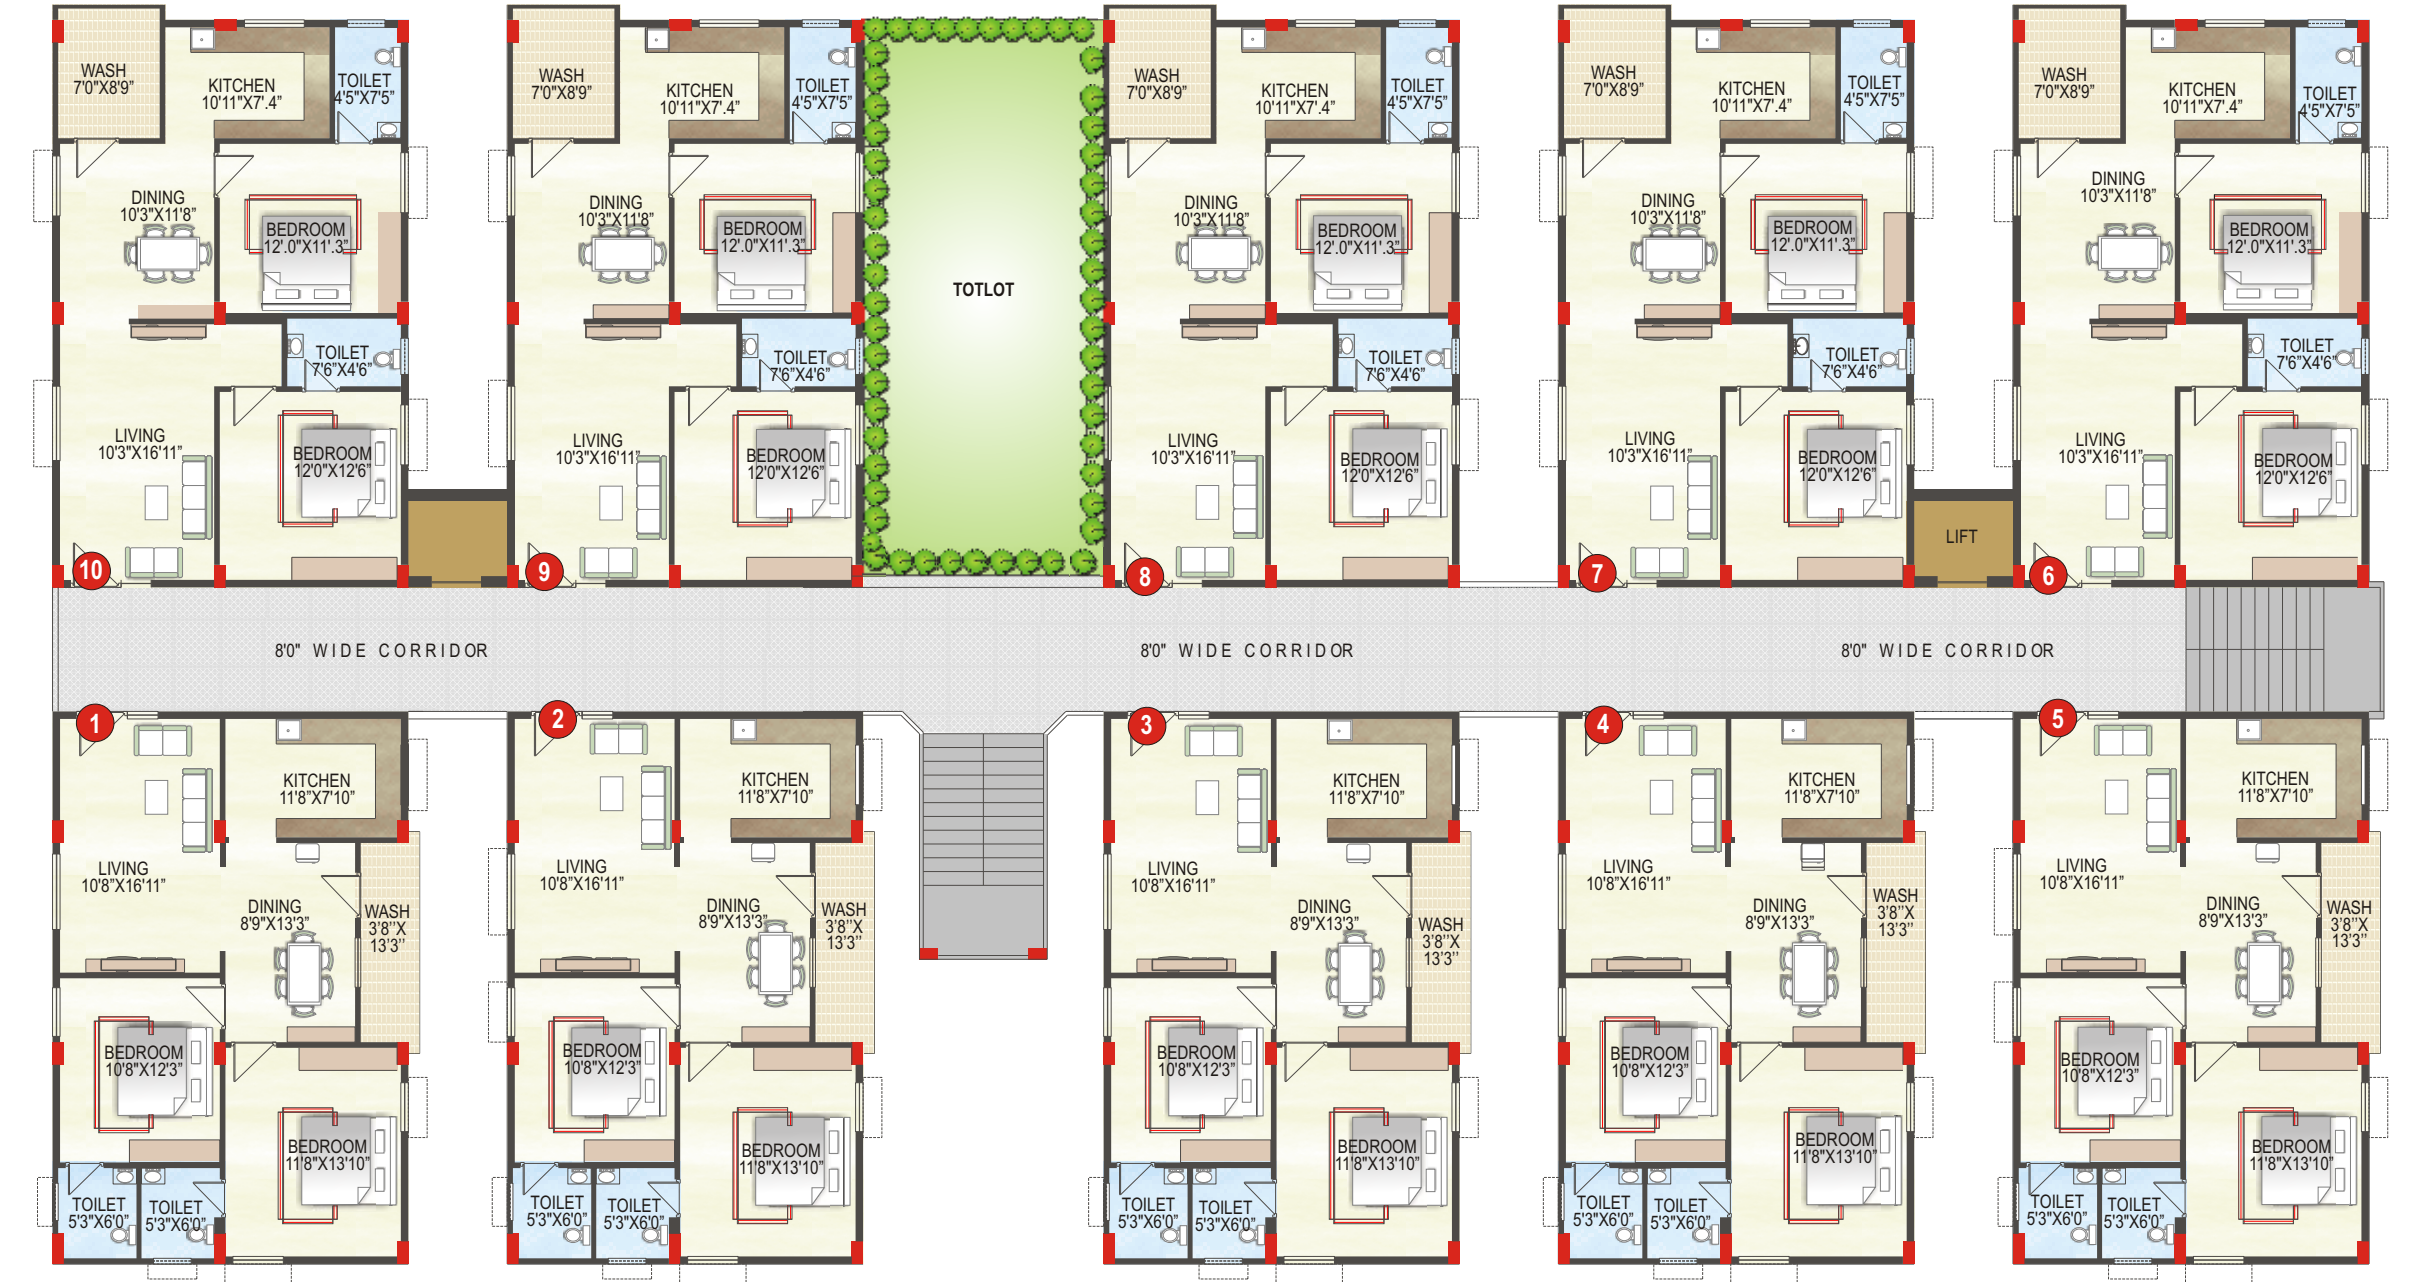 WASH
7'0"X8'9"
KITCHEN
10'11"X7'.4"
TOILET
4'5"X7'5"
DINING
10'3"X11'8"
BEDROOM
12'.0"X11'.3"
TOILET
7'6"X4'6"
LIVING
10'3"X16'11"
BEDROOM
12'0"X12'6"
10
WASH
7'0"X8'9"
KITCHEN
10'11"X7'.4"
TOILET
4'5"X7'5"
DINING
10'3"X11'8"
BEDROOM
12'.0"X11'.3"
TOILET
7'6"X4'6"
LIVING
10'3"X16'11"
BEDROOM
12'0"X12'6"
9
TOTLOT
WASH
7'0"X8'9"
KITCHEN
10'11"X7'.4"
TOILET
4'5"X7'5"
DINING
10'3"X11'8"
BEDROOM
12'.0"X11'.3"
TOILET
7'6"X4'6"
LIVING
10'3"X16'11"
BEDROOM
12'0"X12'6"
8
WASH
7'0"X8'9"
KITCHEN
10'11"X7'.4"
TOILET
4'5"X7'5"
DINING
10'3"X11'8"
BEDROOM
12'.0"X11'.3"
TOILET
7'6"X4'6"
LIVING
10'3"X16'11"
BEDROOM
12'0"X12'6"
7
LIFT
WASH
7'0"X8'9"
KITCHEN
10'11"X7'.4"
TOILET
4'5"X7'5"
DINING
10'3"X11'8"
BEDROOM
12'.0"X11'.3"
TOILET
7'6"X4'6"
LIVING
10'3"X16'11"
BEDROOM
12'0"X12'6"
6
8'0" WIDE CORRIDOR
8'0" WIDE CORRIDOR
8'0" WIDE CORRIDOR
1
KITCHEN
11'8"X7'10"
LIVING
10'8"X16'11"
DINING
8'9"X13'3"
WASH
3'8''X
13'3''
BEDROOM
10'8"X12'3"
BEDROOM
11'8"X13'10"
TOILET
5'3"X6'0"
TOILET
5'3"X6'0"
2
KITCHEN
11'8"X7'10"
LIVING
10'8"X16'11"
DINING
8'9"X13'3"
WASH
3'8''X
13'3''
BEDROOM
10'8"X12'3"
BEDROOM
11'8"X13'10"
TOILET
5'3"X6'0"
TOILET
5'3"X6'0"
3
KITCHEN
11'8"X7'10"
LIVING
10'8"X16'11"
DINING
8'9"X13'3"
WASH
3'8''X
13'3''
BEDROOM
10'8"X12'3"
BEDROOM
11'8"X13'10"
TOILET
5'3"X6'0"
TOILET
5'3"X6'0"
4
KITCHEN
11'8"X7'10"
LIVING
10'8"X16'11"
DINING
8'9"X13'3"
WASH
3'8''X
13'3''
BEDROOM
10'8"X12'3"
BEDROOM
11'8"X13'10"
TOILET
5'3"X6'0"
TOILET
5'3"X6'0"
5
KITCHEN
11'8"X7'10"
LIVING
10'8"X16'11"
DINING
8'9"X13'3"
WASH
3'8''X
13'3''
BEDROOM
10'8"X12'3"
BEDROOM
11'8"X13'10"
TOILET
5'3"X6'0"
TOILET
5'3"X6'0"